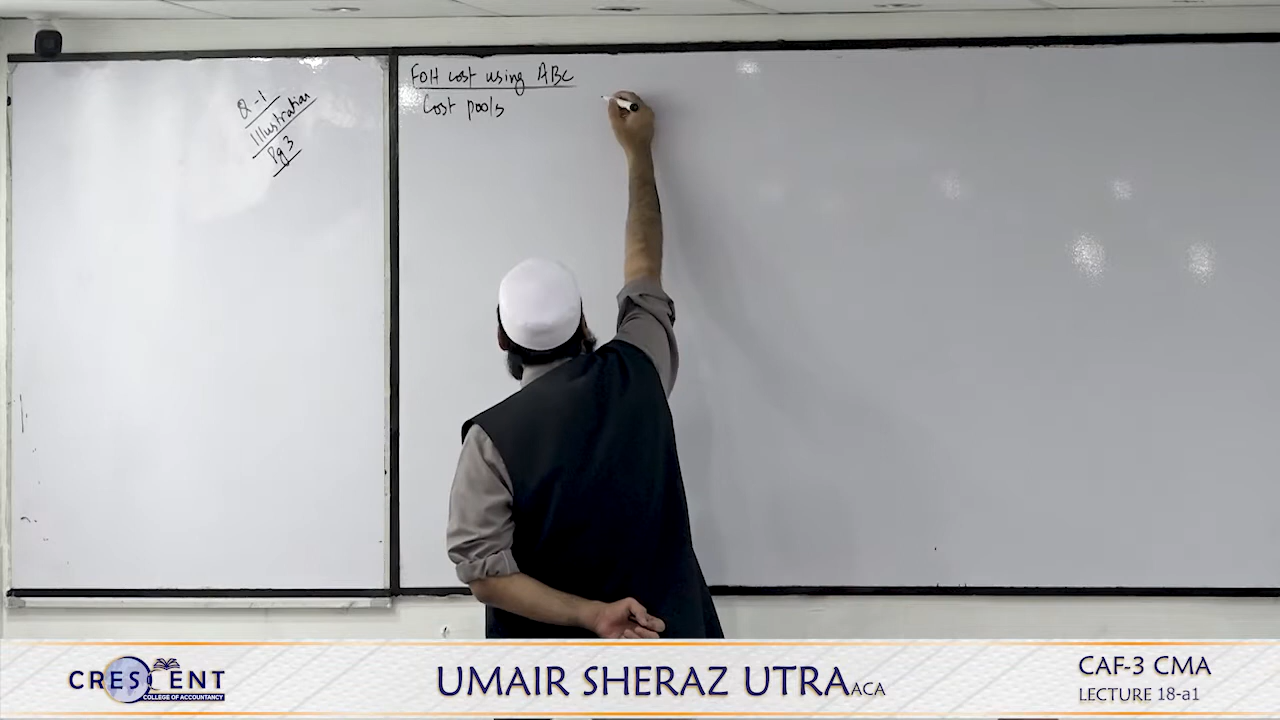 Q-1
Illustration
Pg 3
FOH cost using ABC
Cost pools
CRESCENT
COLLEGE OF ACCOUNTANCY
UMAIR SHERAZ UTRA ACA
CAF-3 CMA
LECTURE 18-a1